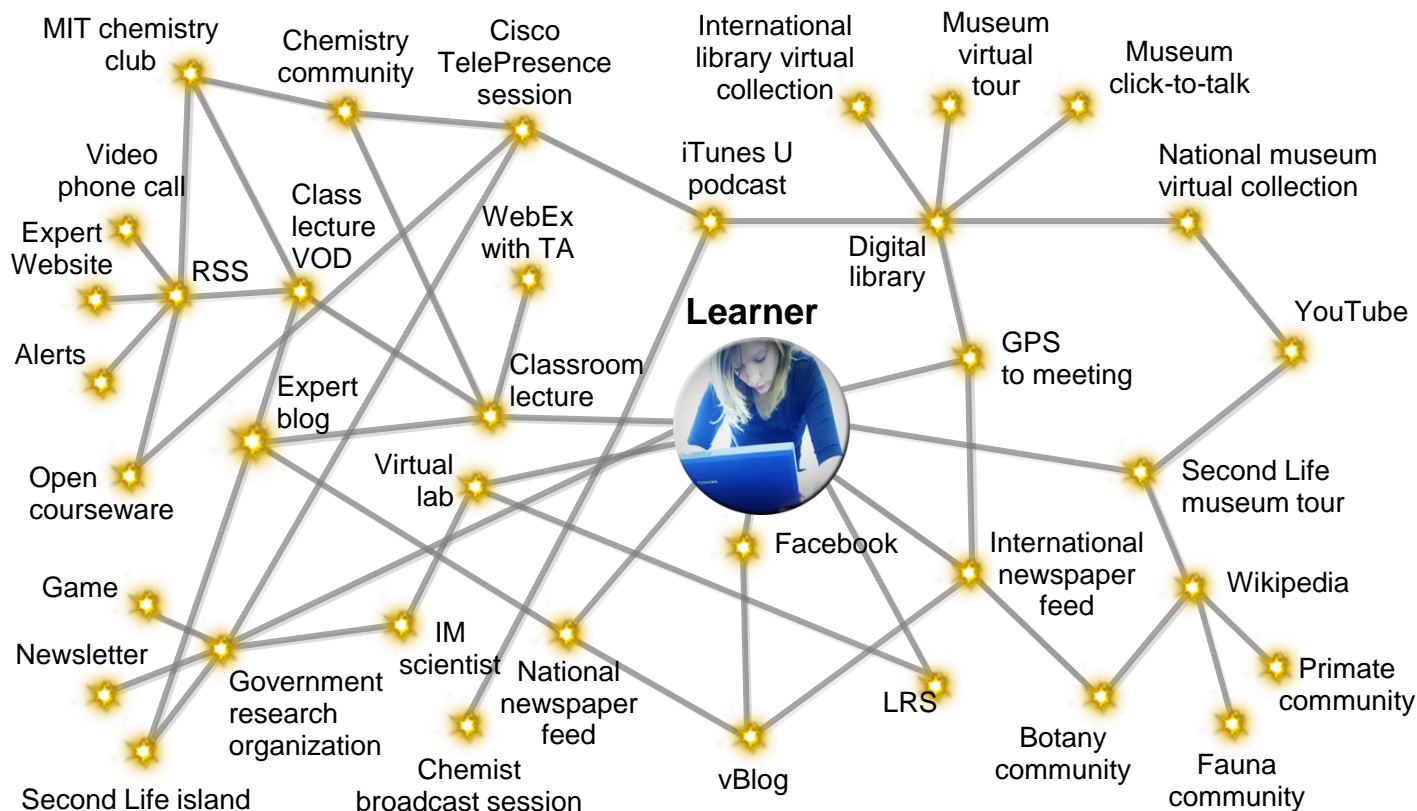 MIT chemistry
club
Chemistry
community
Cisco
TelePresence
session
International
library virtual
collection
Museum
virtual
tour
Museum
click-to-talk
Video
phone call
Class
lecture
VOD
iTunes U
podcast
National museum
virtual collection
Expert
Website
RSS
WebEx
with TA
Digital
library
Learner
YouTube
Alerts
Expert
blog
Classroom
lecture
GPS
to meeting
Open
courseware
Virtual
lab
Second Life
museum tour
Facebook
International
newspaper
feed
Wikipedia
Game
Newsletter
Government
research
organization
IM
scientist
National
newspaper
feed
LRS
Primate
community
Second Life island
Chemist
broadcast session
vBlog
Botany
community
Fauna
community
TOSHIBA